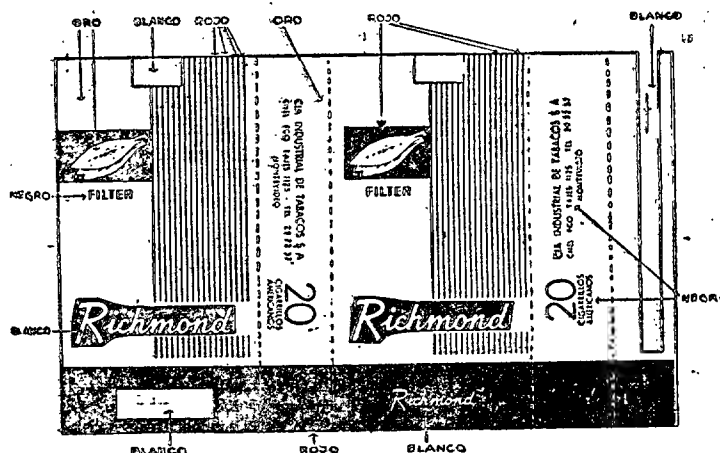 ORO
BLANCO
ROJO
ORO
ROJO
BLANCO
FILTER
NEGRO
CIA INDUSTRIAL DE TABACOS S A
MONTEVIDEO
20
CIGARRILLOS
AMERICANOS
Richmond
BLANCO
FILTER
CIA INDUSTRIAL DE TABACOS S A
MONTEVIDEO
20
CIGARRILLOS
AMERICANOS
Richmond
NEGRO
Richmond
BLANCO
ROJO
BLANCO